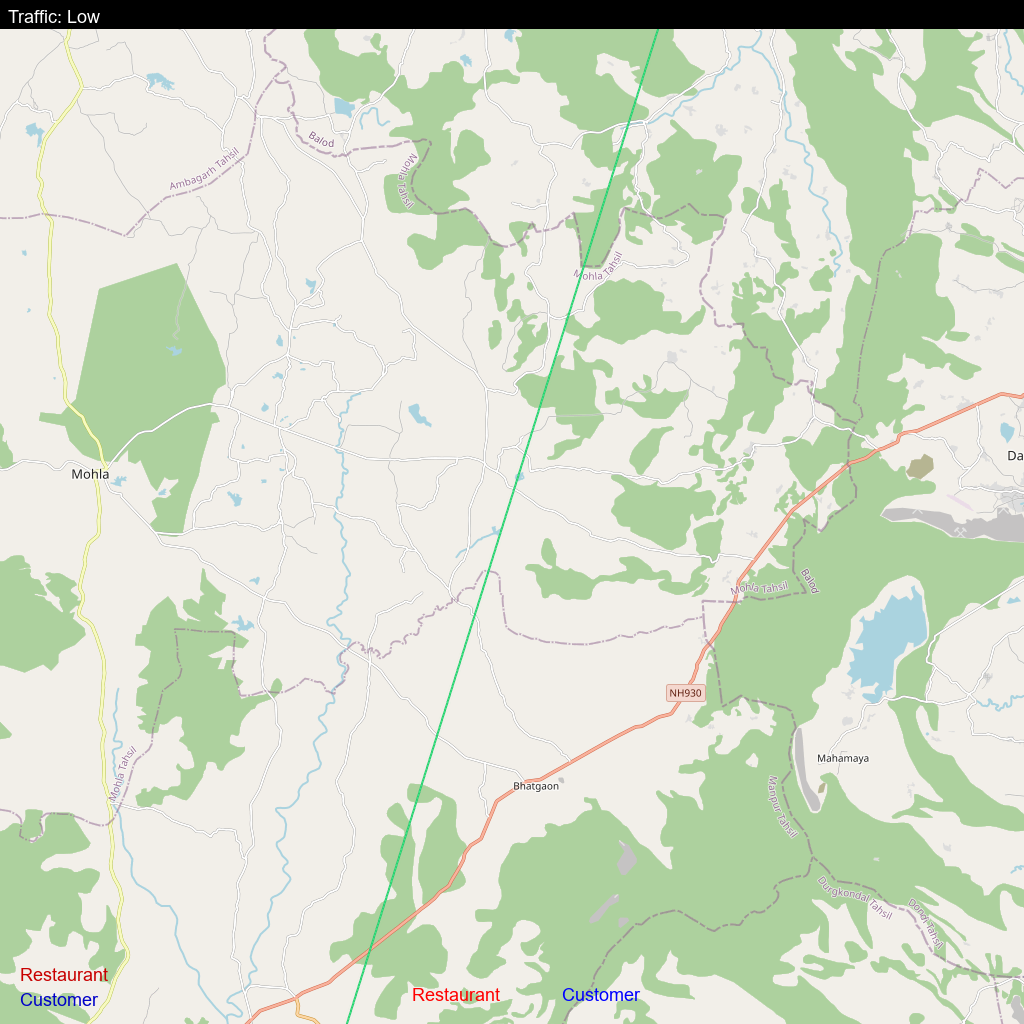 Traffic: Low
Balod
Mohla Tahsil
Ambagarh Tahsil
Mohla Tahsil
Da
Mohla
Mohla Tahsil
Balod
NH930
Mohla Tahsil
Mahamaya
Bhatgaon
Manpur Tahsil
Durgkondal Tahsil
Dondi Tahsil
Restaurant
Customer
Restaurant
Customer